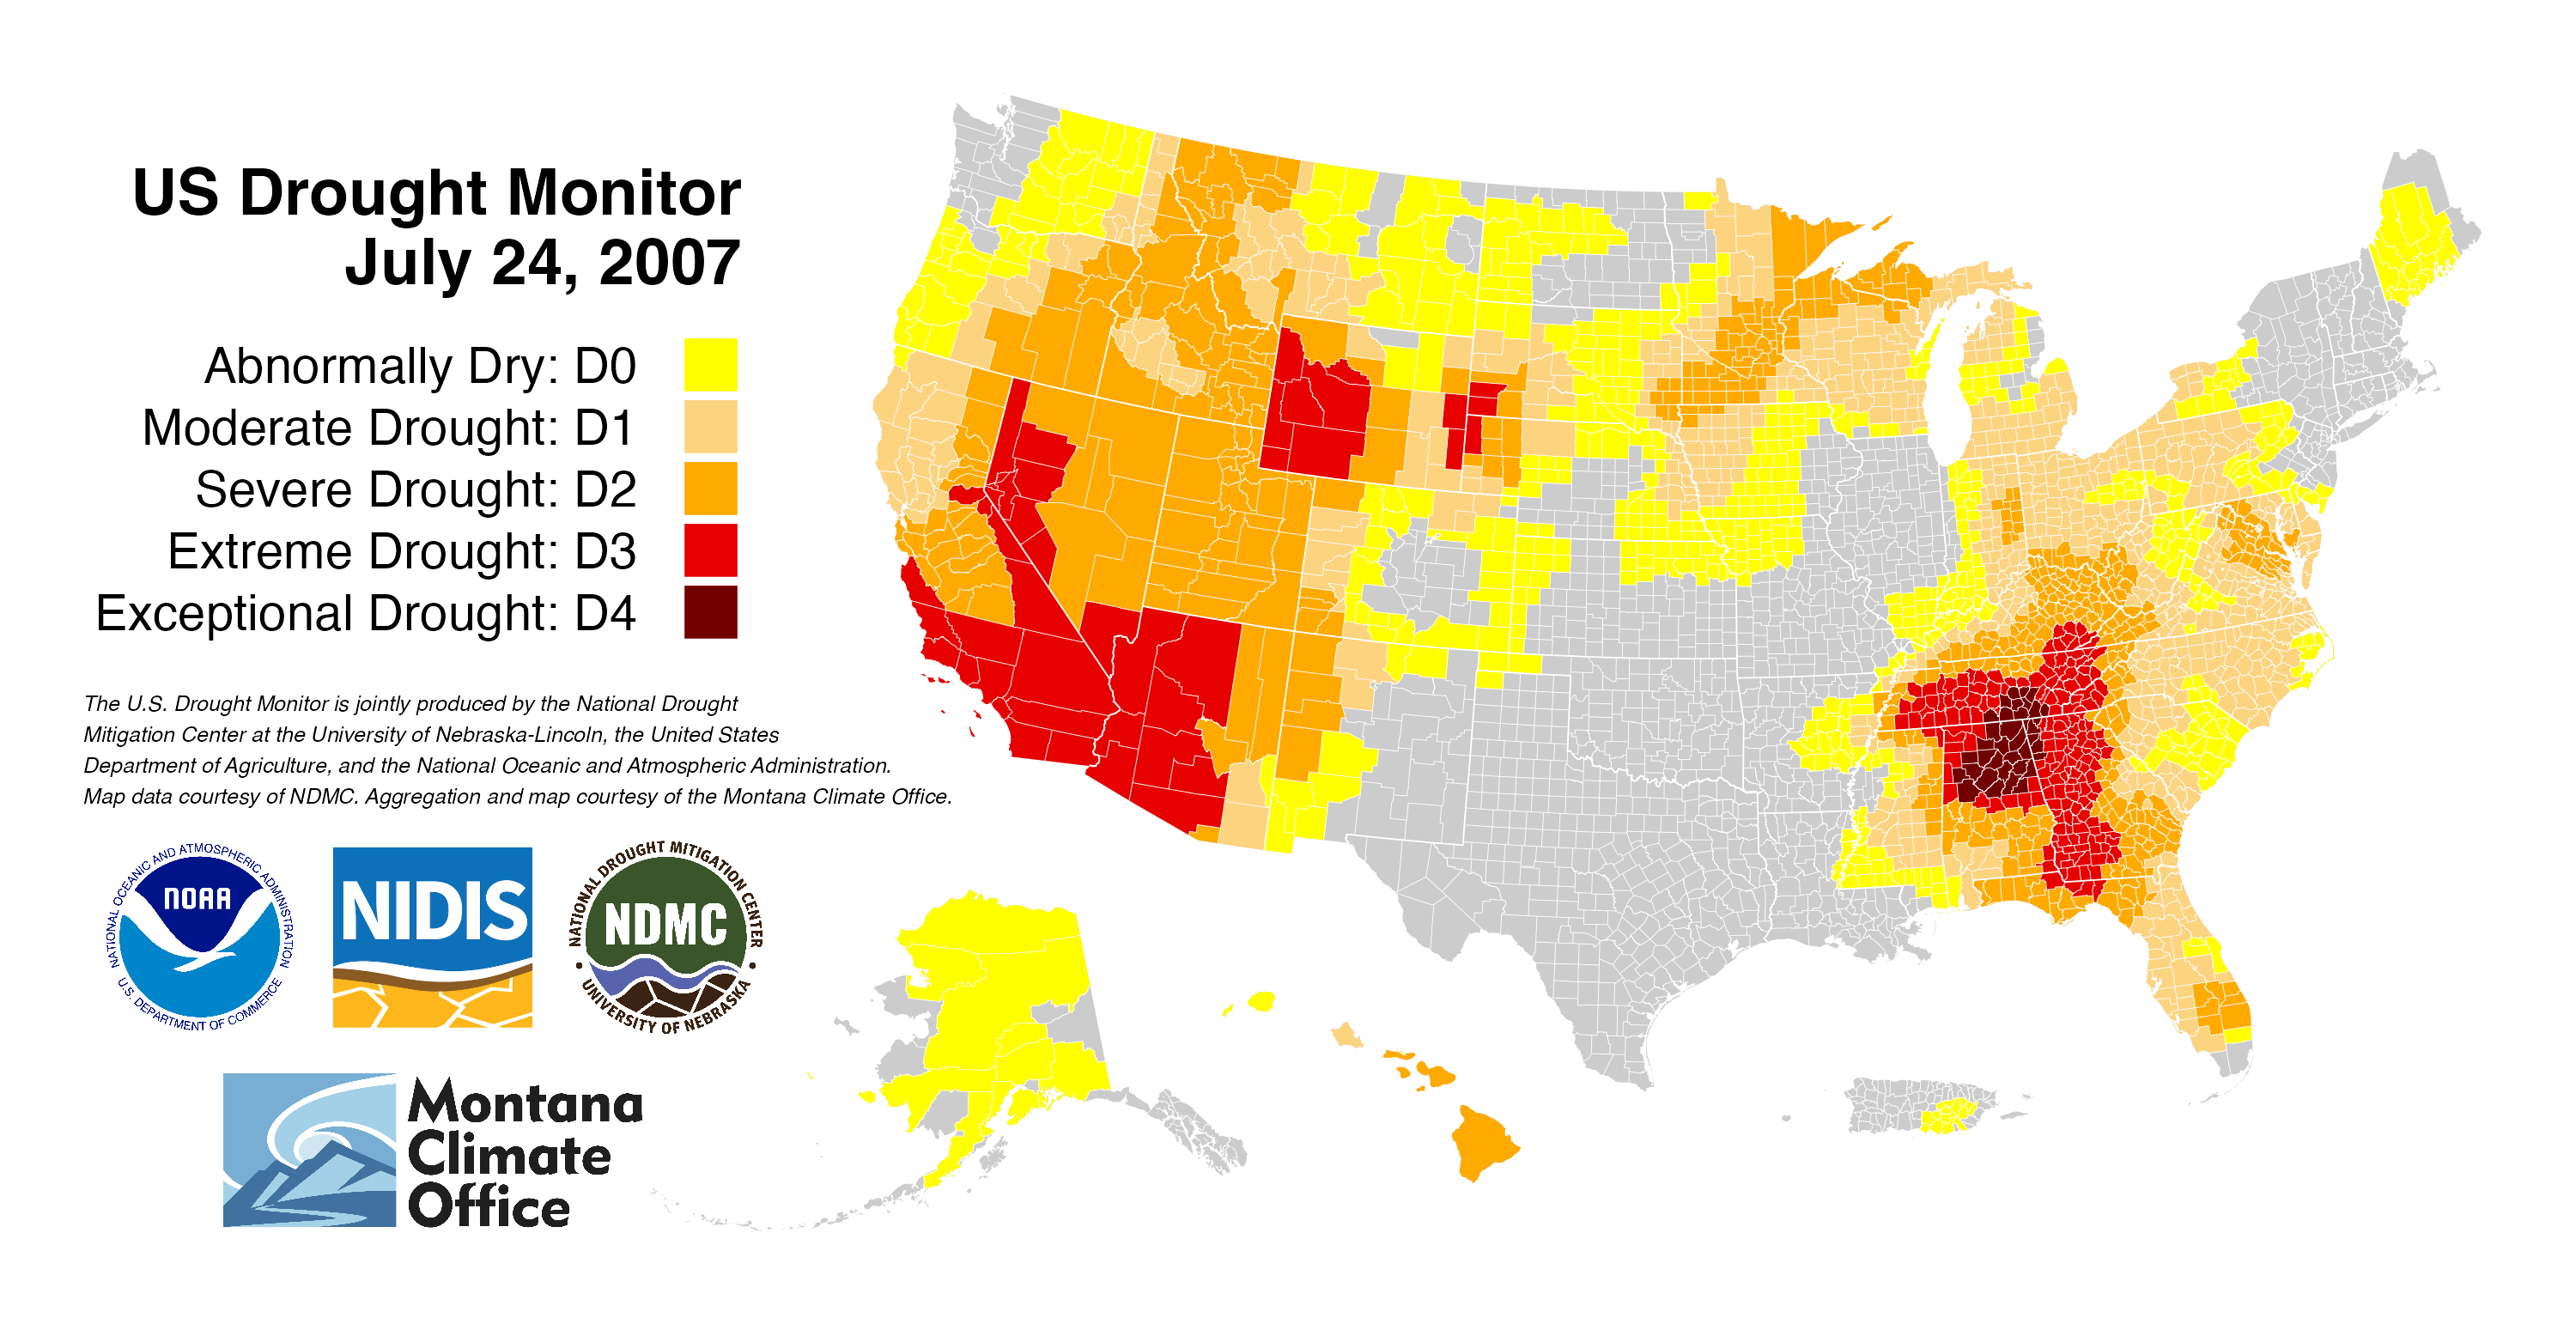 US Drought Monitor
July 24, 2007
Abnormally Dry: D0
Moderate Drought: D1
Severe Drought: D2
Extreme Drought: D3
Exceptional Drought: D4
The U.S. Drought Monitor is jointly produced by the National Drought
Mitigation Center at the University of Nebraska-Lincoln, the United States
Department of Agriculture, and the National Oceanic and Atmospheric Administration.
Map data courtesy of NDMC. Aggregation and map courtesy of the Montana Climate Office.
NATIONAL OCEANIC AND ATMOSPHERIC ADMINISTRATION
NOAA
U.S. DEPARTMENT OF COMMERCE
NIDIS
NATIONAL DROUGHT MITIGATION CENTER
NDMC
UNIVERSITY OF NEBRASKA
Montana
Climate
Office